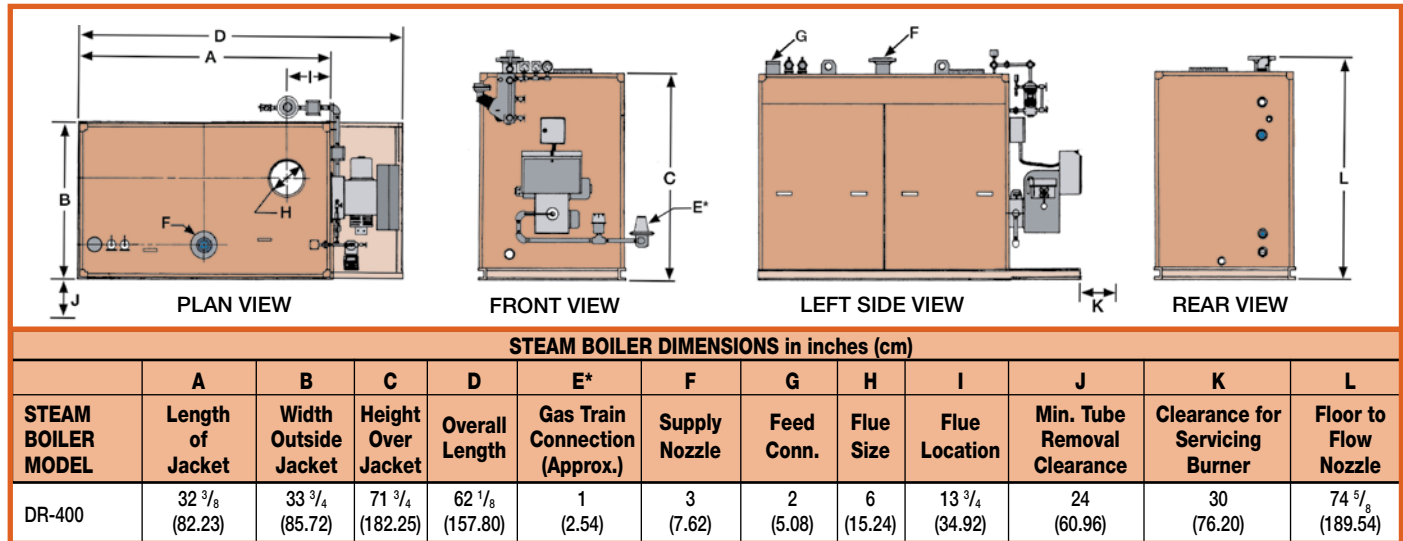 D
A
I
B
F
H
J
PLAN VIEW
C
E*
FRONT VIEW
G
F
K
LEFT SIDE VIEW
L
REAR VIEW
STEAM BOILER DIMENSIONS in inches (cm)
A B C D E* F G H I J K L
STEAM BOILER MODEL
Length of Jacket
Width Outside Jacket
Height Over Jacket
Overall Length
Gas Train Connection (Approx.)
Supply Nozzle
Feed Conn.
Flue Size
Flue Location
Min. Tube Removal Clearance
Clearance for Servicing Burner
Floor to Flow Nozzle
DR-400
32 3/8 33 3/4 71 3/4 62 1/8 1 3 2 6 13 3/4 24 30 74 5/8
(82.23) (85.72) (182.25) (157.80) (2.54) (7.62) (5.08) (15.24) (34.92) (60.96) (76.20) (189.54)